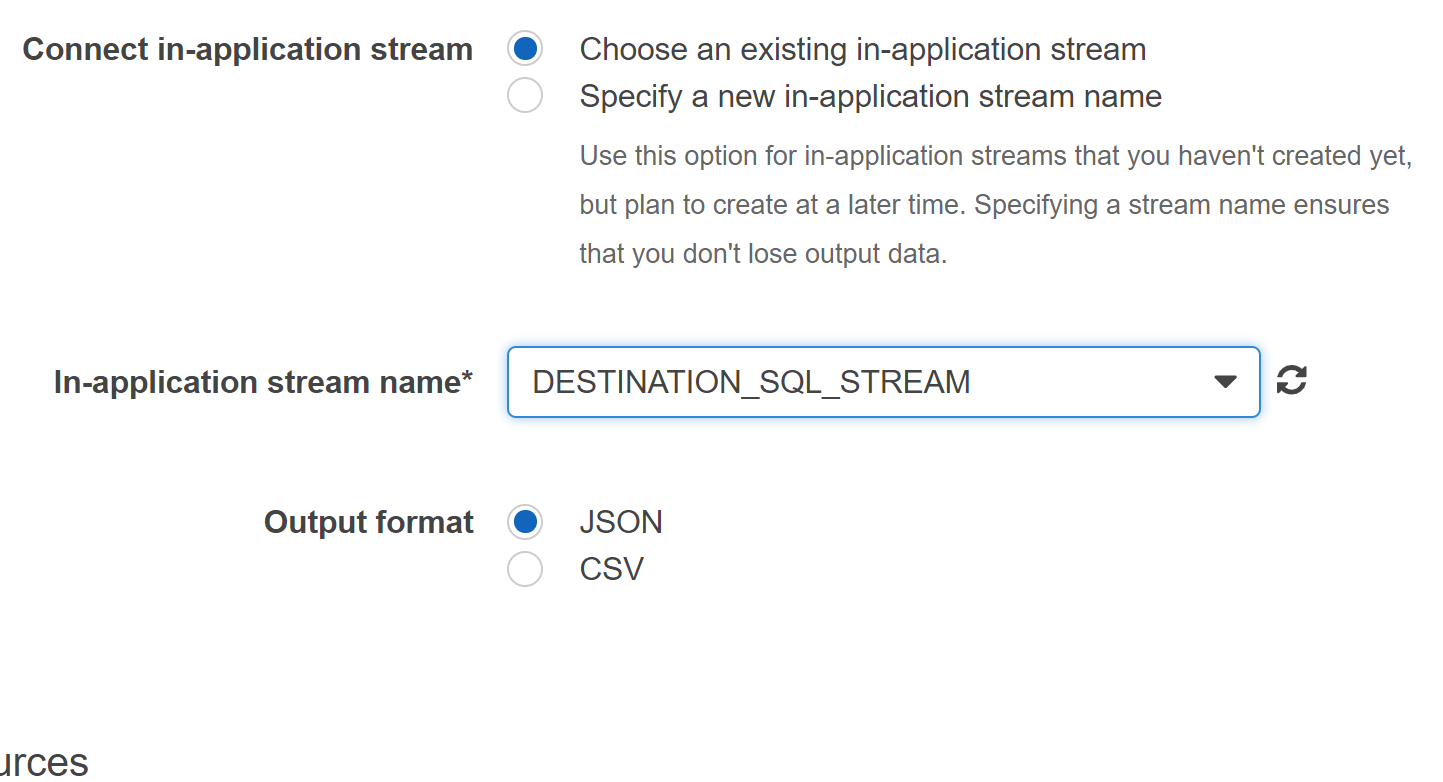 Connect in-application stream
Choose an existing in-application stream
Specify a new in-application stream name
Use this option for in-application streams that you haven't created yet,
but plan to create at a later time. Specifying a stream name ensures
that you don't lose output data.
In-application stream name*
DESTINATION_SQL_STREAM
Output format
JSON
CSV
urces